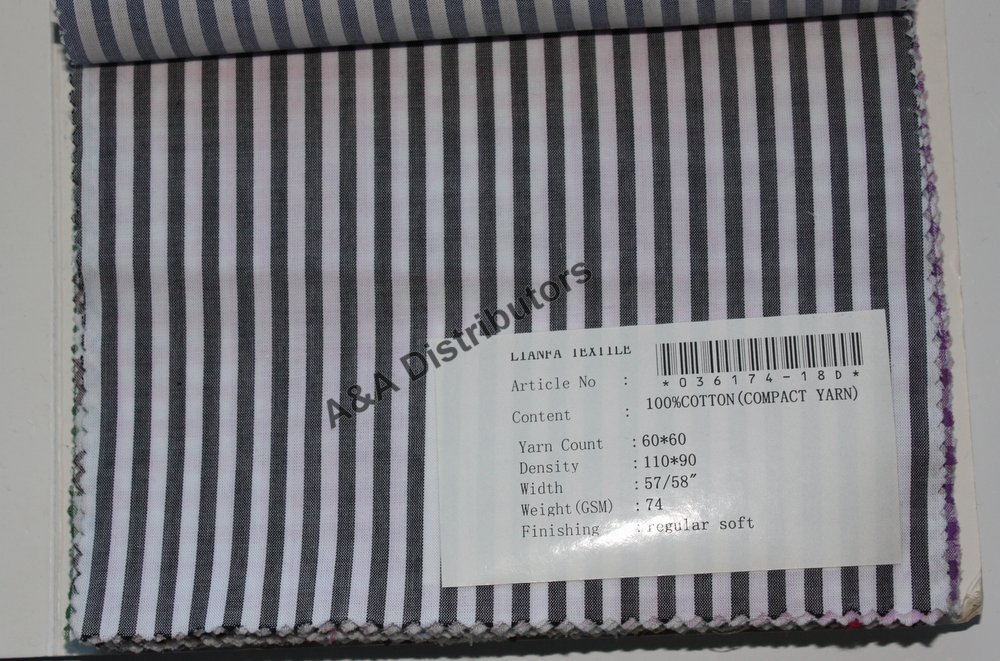 LIANFA TEXTILE
*036174-18D*
Article No :
Content : 100%COTTON(COMPACT YARN)
Yarn Count :60*60
Density :110*90
Width :57/58″
Weight(GSM) :74
Finishing :regular soft
A&A Distributors